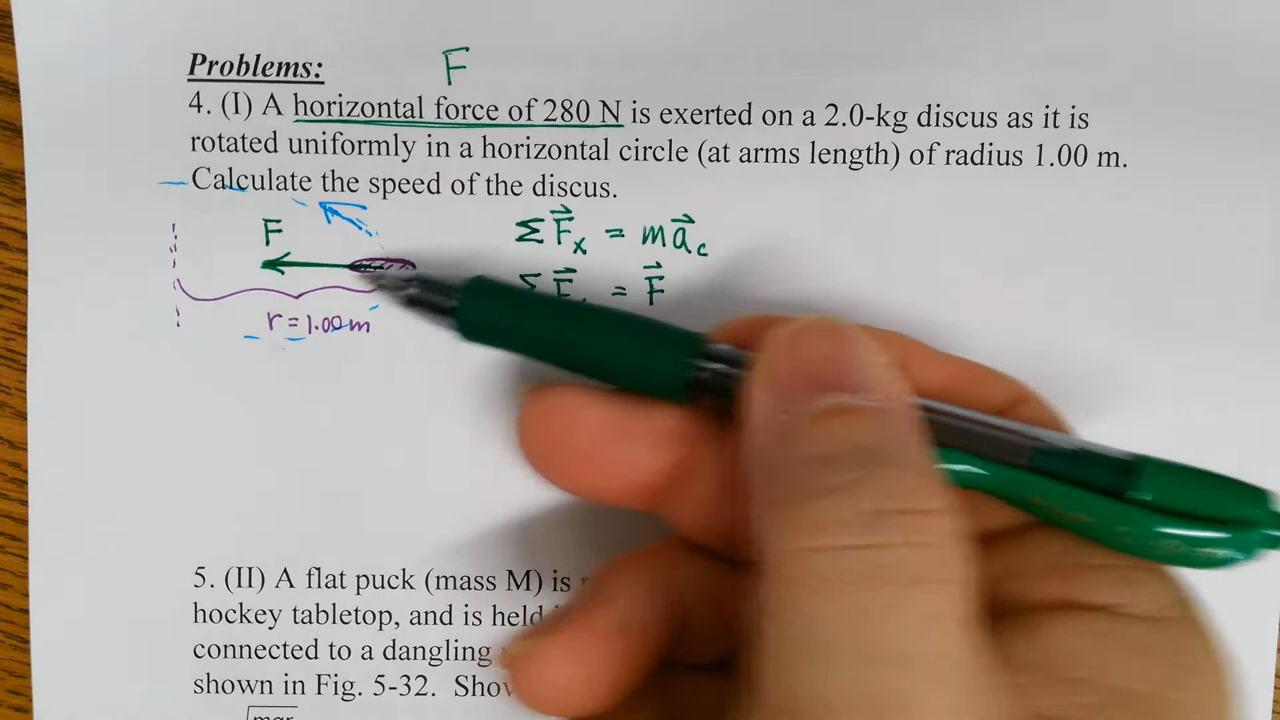 Problems:
F
4. (I) A horizontal force of 280 N is exerted on a 2.0-kg discus as it is
rotated uniformly in a horizontal circle (at arms length) of radius 1.00 m.
Calculate the speed of the discus.
F
Σ F⃗ₓ = m a⃗c
Σ F⃗ = F⃗
r = 1.00 m
5. (II) A flat puck (mass M) is
hockey tabletop, and is held
connected to a dangling
shown in Fig. 5-32. Show